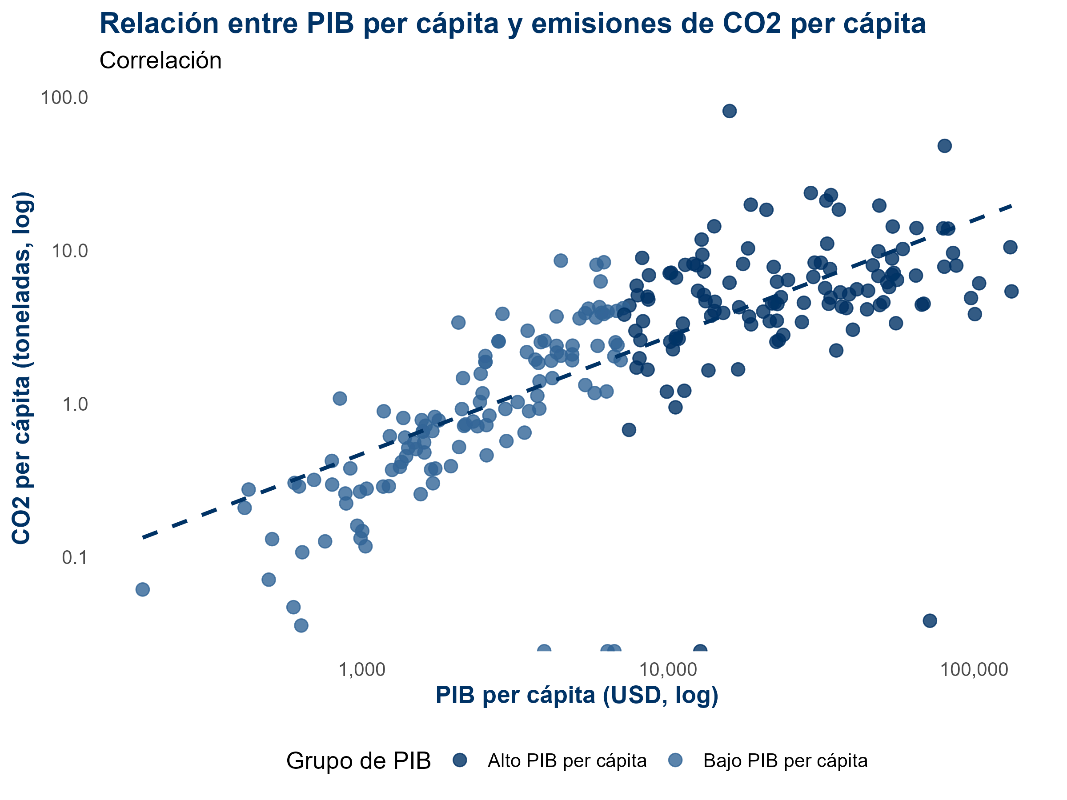 Relación entre PIB per cápita y emisiones de CO2 per cápita
Correlación
100.0
10.0
1.0
0.1
CO2 per cápita (toneladas, log)
1,000
10,000
100,000
PIB per cápita (USD, log)
Grupo de PIB
Alto PIB per cápita
Bajo PIB per cápita